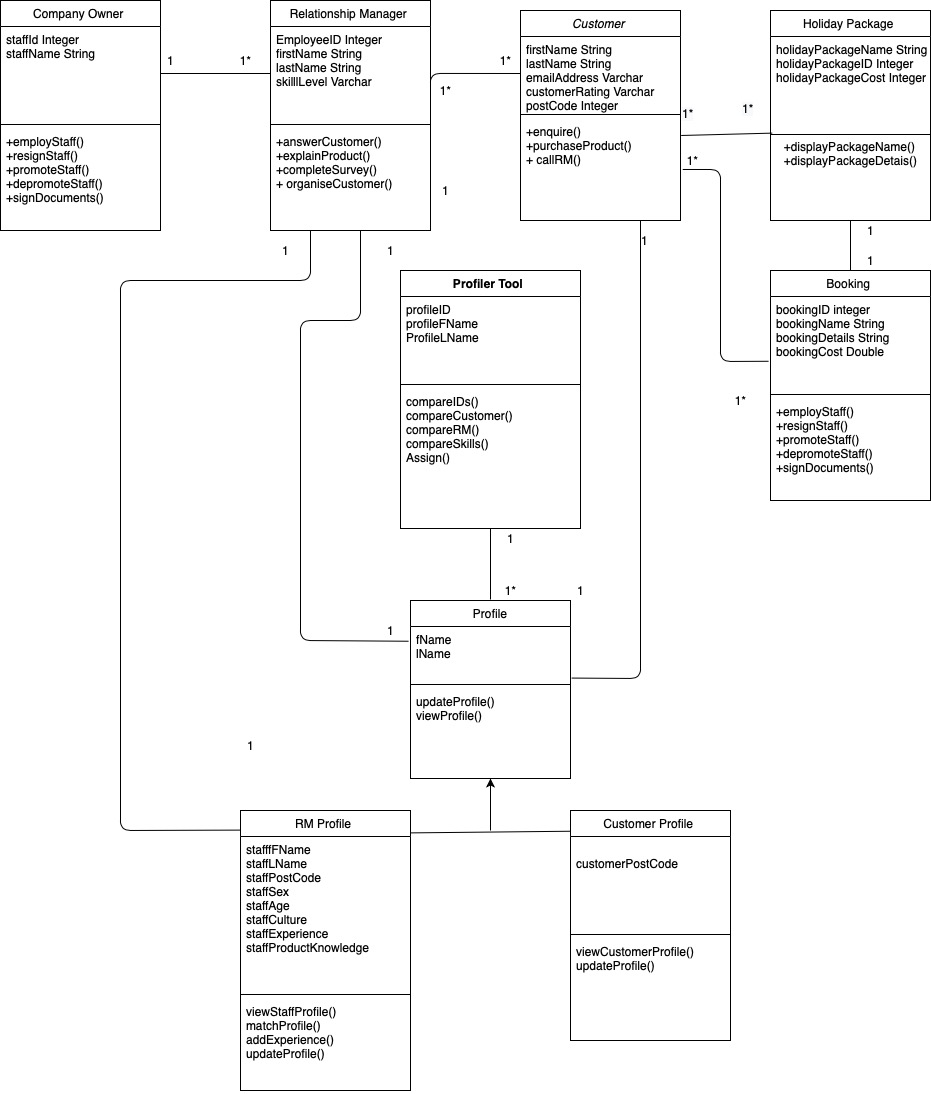 Company Owner
staffId Integer
staffName String
+employStaff()
+resignStaff()
+promoteStaff()
+depromoteStaff()
+signDocuments()
1
1*
Relationship Manager
EmployeeID Integer
firstName String
lastName String
skilllLevel Varchar
+answerCustomer()
+explainProduct()
+completeSurvey()
+ organiseCustomer()
1*
1*
1
1
1
Customer
firstName String
lastName String
emailAddress Varchar
customerRating Varchar
postCode Integer
+enquire()
+purchaseProduct()
+ callRM()
1*
1*
1*
1
Holiday Package
holidayPackageName String
holidayPackageID Integer
holidayPackageCost Integer
+displayPackageName()
+displayPackageDetais()
1
1
Booking
bookingID integer
bookingName String
bookingDetails String
bookingCost Double
1*
+employStaff()
+resignStaff()
+promoteStaff()
+depromoteStaff()
+signDocuments()
Profiler Tool
profileID
profileFName
ProfileLName
compareIDs()
compareCustomer()
compareRM()
compareSkills()
Assign()
1
1*
1
1
Profile
fName
lName
updateProfile()
viewProfile()
1
RM Profile
stafffFName
staffLName
staffPostCode
staffSex
staffAge
staffCulture
staffExperience
staffProductKnowledge
viewStaffProfile()
matchProfile()
addExperience()
updateProfile()
Customer Profile
customerPostCode
viewCustomerProfile()
updateProfile()